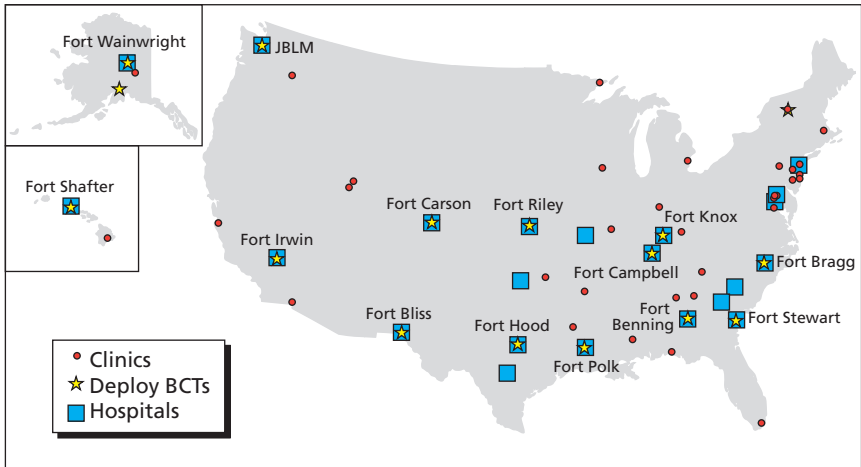 Fort Wainwright
JBLM
Fort Shafter
Fort Carson
Fort Riley
Fort Knox
Fort Irwin
Fort Campbell
Fort Bragg
Fort Bliss
Fort Hood
Fort
Benning
Fort Stewart
Fort Polk
Clinics
Deploy BCTs
Hospitals